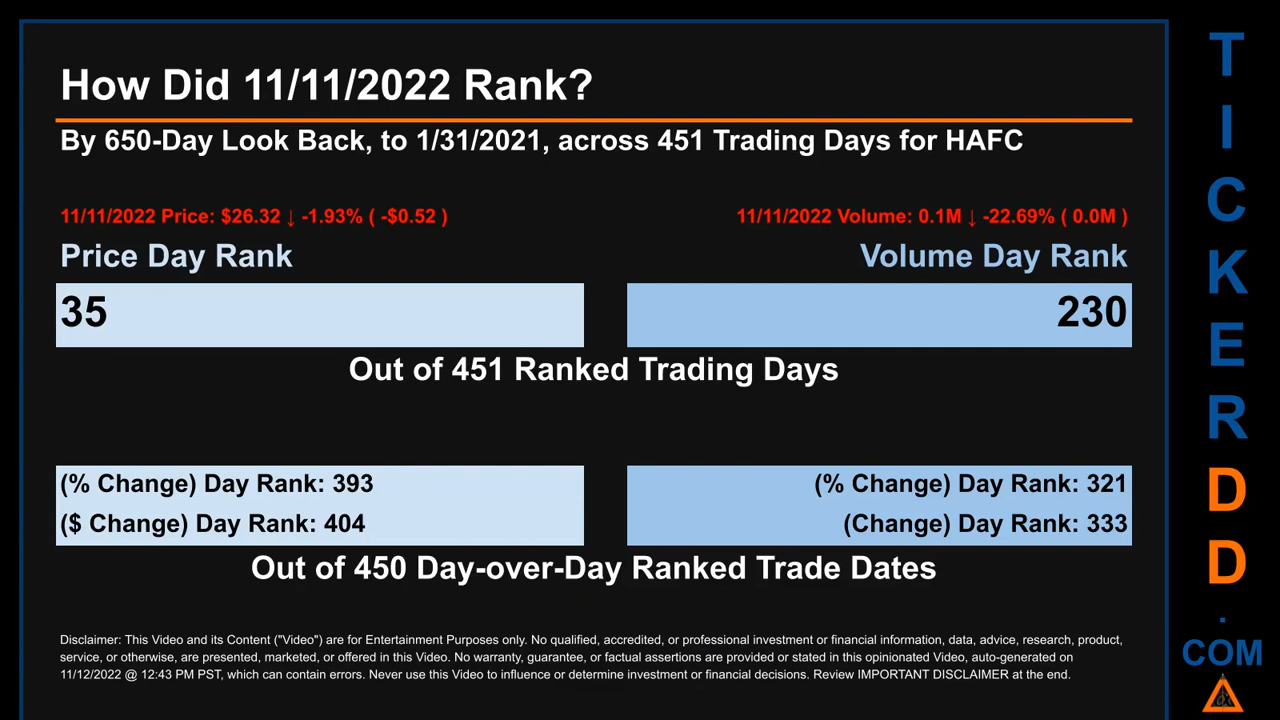 How Did 11/11/2022 Rank?
By 650-Day Look Back, to 1/31/2021, across 451 Trading Days for HAFC
11/11/2022 Price: $26.32 ↓ -1.93% ( -$0.52 )
11/11/2022 Volume: 0.1M ↓ -22.69% ( 0.0M )
Price Day Rank
Volume Day Rank
35
230
Out of 451 Ranked Trading Days
(% Change) Day Rank: 393
($ Change) Day Rank: 404
(% Change) Day Rank: 321
(Change) Day Rank: 333
Out of 450 Day-over-Day Ranked Trade Dates
Disclaimer: This Video and its Content ("Video") are for Entertainment Purposes only. No qualified, accredited, or professional investment or financial information, data, advice, research, product,
service, or otherwise, are presented, marketed, or offered in this Video. No warranty, guarantee, or factual assertions are provided or stated in this opinionated Video, auto-generated on
11/12/2022 @ 12:43 PM PST, which can contain errors. Never use this Video to influence or determine investment or financial decisions. Review IMPORTANT DISCLAIMER at the end.
T
I
C
K
E
R
D
D
.
COM